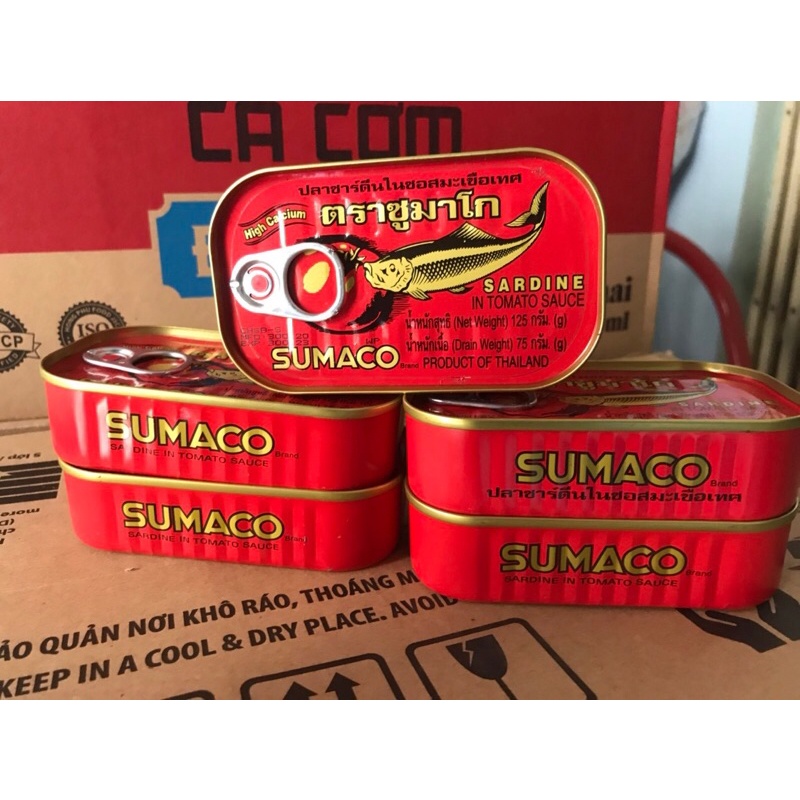 CA CƠM
ปลาซาร์ดีนในซอสมะเขือเทศ
ตราซูมาโก
High Calcium
SARDINE
IN TOMATO SAUCE
น้ำหนักสุทธิ (Net Weight) 125 กรัม. (g)
น้ำหนักเนื้อ (Drain Weight) 75 กรัม. (g)
SUMACO Brand PRODUCT OF THAILAND
ISO
CP
SUMACO Brand
SARDINE IN TOMATO SAUCE
SUMACO Brand
SARDINE IN TOMATO SAUCE
SARDINE
SUMACO Brand
ปลาซาร์ดีนในซอสมะเขือเทศ
SUMACO Brand
SARDINE IN TOMATO SAUCE
ẢO QUẢN NƠI KHÔ RÁO, THOÁNG M
KEEP IN A COOL & DRY PLACE. AVOID